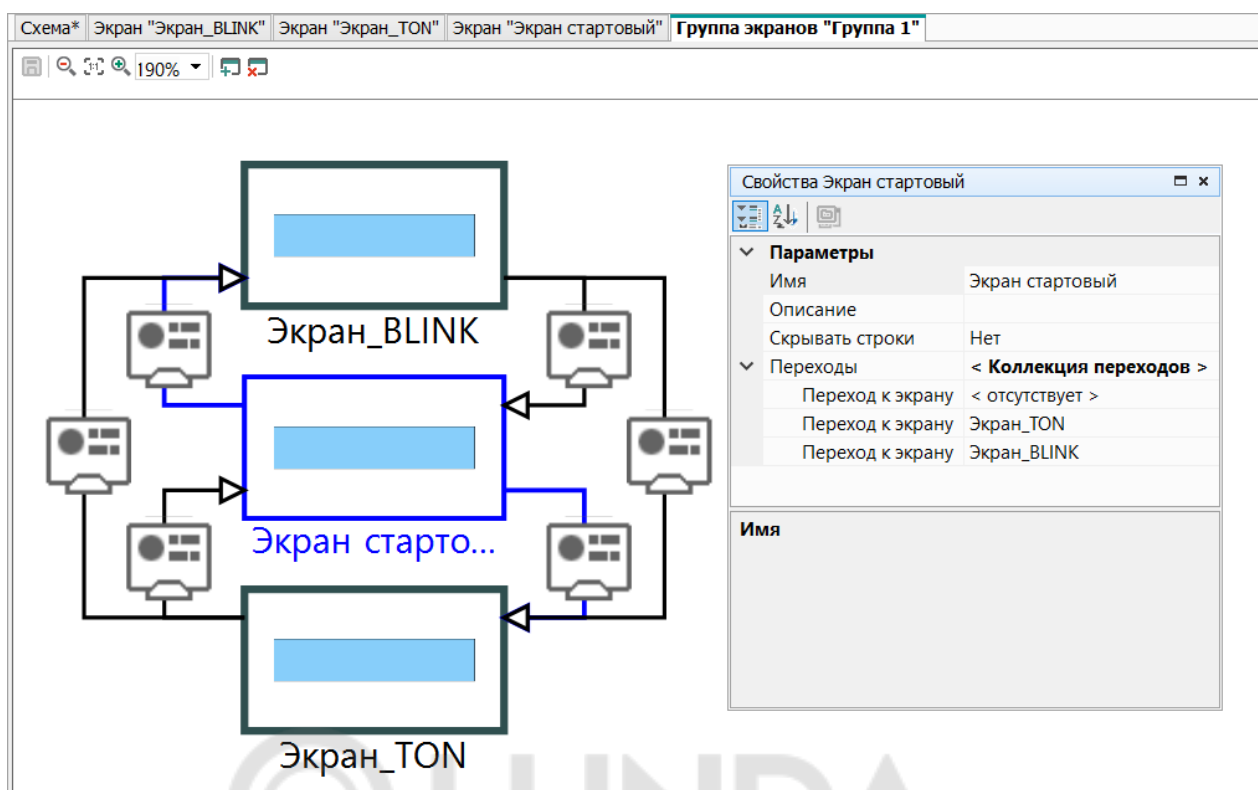 Схема* Экран "Экран_BLINK" Экран "Экран_TON" Экран "Экран стартовый" Группа экранов "Группа 1"
1:1 190%
Экран_BLINK
Экран старто...
Экран_TON
Свойства Экран стартовый
Параметры
Имя Экран стартовый
Описание
Скрывать строки Нет
Переходы < Коллекция переходов >
Переход к экрану < отсутствует >
Переход к экрану Экран_TON
Переход к экрану Экран_BLINK
Имя